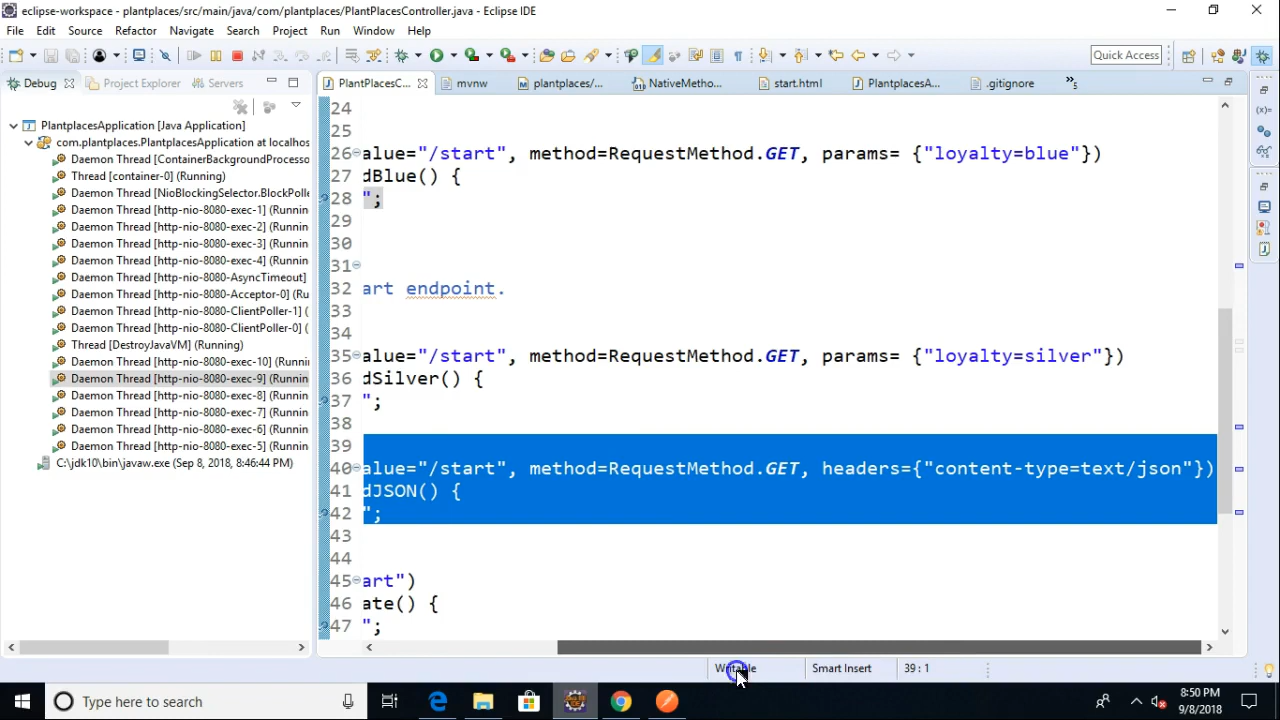 eclipse-workspace - plantplaces/src/main/java/com/plantplaces/PlantPlacesController.java - Eclipse IDE
File Edit Source Refactor Navigate Search Project Run Window Help
Quick Access
Debug Project Explorer Servers
PlantPlacesC... mvnw plantplaces/... NativeMetho... start.html PlantplacesA... .gitignore »5
PlantplacesApplication [Java Application]
com.plantplaces.PlantplacesApplication at localhos
Daemon Thread [ContainerBackgroundProcesso
Thread [container-0] (Running)
Daemon Thread [NioBlockingSelector.BlockPolle
Daemon Thread [http-nio-8080-exec-1] (Runnin
Daemon Thread [http-nio-8080-exec-2] (Runnin
Daemon Thread [http-nio-8080-exec-3] (Runnin
Daemon Thread [http-nio-8080-exec-4] (Runnin
Daemon Thread [http-nio-8080-AsyncTimeout]
Daemon Thread [http-nio-8080-Acceptor-0] (Ru
Daemon Thread [http-nio-8080-ClientPoller-1] (
Daemon Thread [http-nio-8080-ClientPoller-0] (
Thread [DestroyJavaVM] (Running)
Daemon Thread [http-nio-8080-exec-10] (Runnin
Daemon Thread [http-nio-8080-exec-9] (Runnin
Daemon Thread [http-nio-8080-exec-8] (Runnin
Daemon Thread [http-nio-8080-exec-7] (Runnin
Daemon Thread [http-nio-8080-exec-6] (Runnin
Daemon Thread [http-nio-8080-exec-5] (Runnin
C:\jdk10\bin\javaw.exe (Sep 8, 2018, 8:46:44 PM)
24
25
26 alue="/start", method=RequestMethod.GET, params= {"loyalty=blue"})
27 dBlue() {
28 ";
29
30
31
32 art endpoint.
33
34
35 alue="/start", method=RequestMethod.GET, params= {"loyalty=silver"})
36 dSilver() {
37 ";
38
39
40 alue="/start", method=RequestMethod.GET, headers={"content-type=text/json"})
41 dJSON() {
42 ";
43
44
45 art")
46 ate() {
47 ";
Writable Smart Insert 39 : 1
Type here to search
8:50 PM
9/8/2018